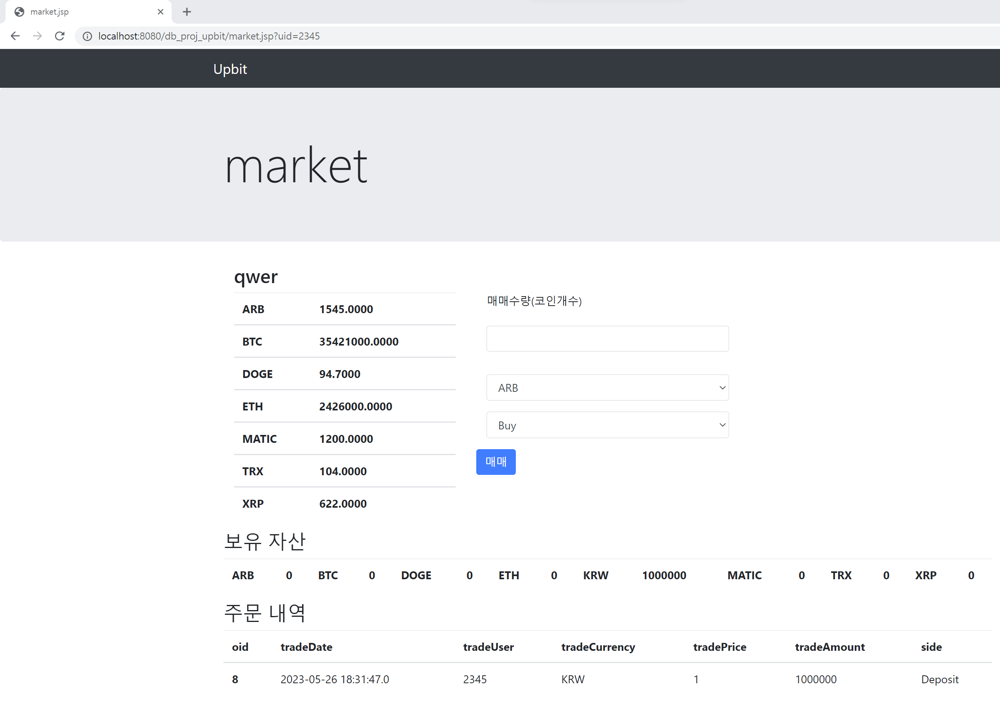 market.jsp
localhost:8080/db_proj_upbit/market.jsp?uid=2345
Upbit
market
qwer
ARB 1545.0000
BTC 35421000.0000
DOGE 94.7000
ETH 2426000.0000
MATIC 1200.0000
TRX 104.0000
XRP 622.0000
매매수량(코인개수)
ARB
Buy
매매
보유 자산
ARB 0 BTC 0 DOGE 0 ETH 0 KRW 1000000 MATIC 0 TRX 0 XRP 0
주문 내역
oid tradeDate tradeUser tradeCurrency tradePrice tradeAmount side
8 2023-05-26 18:31:47.0 2345 KRW 1 1000000 Deposit